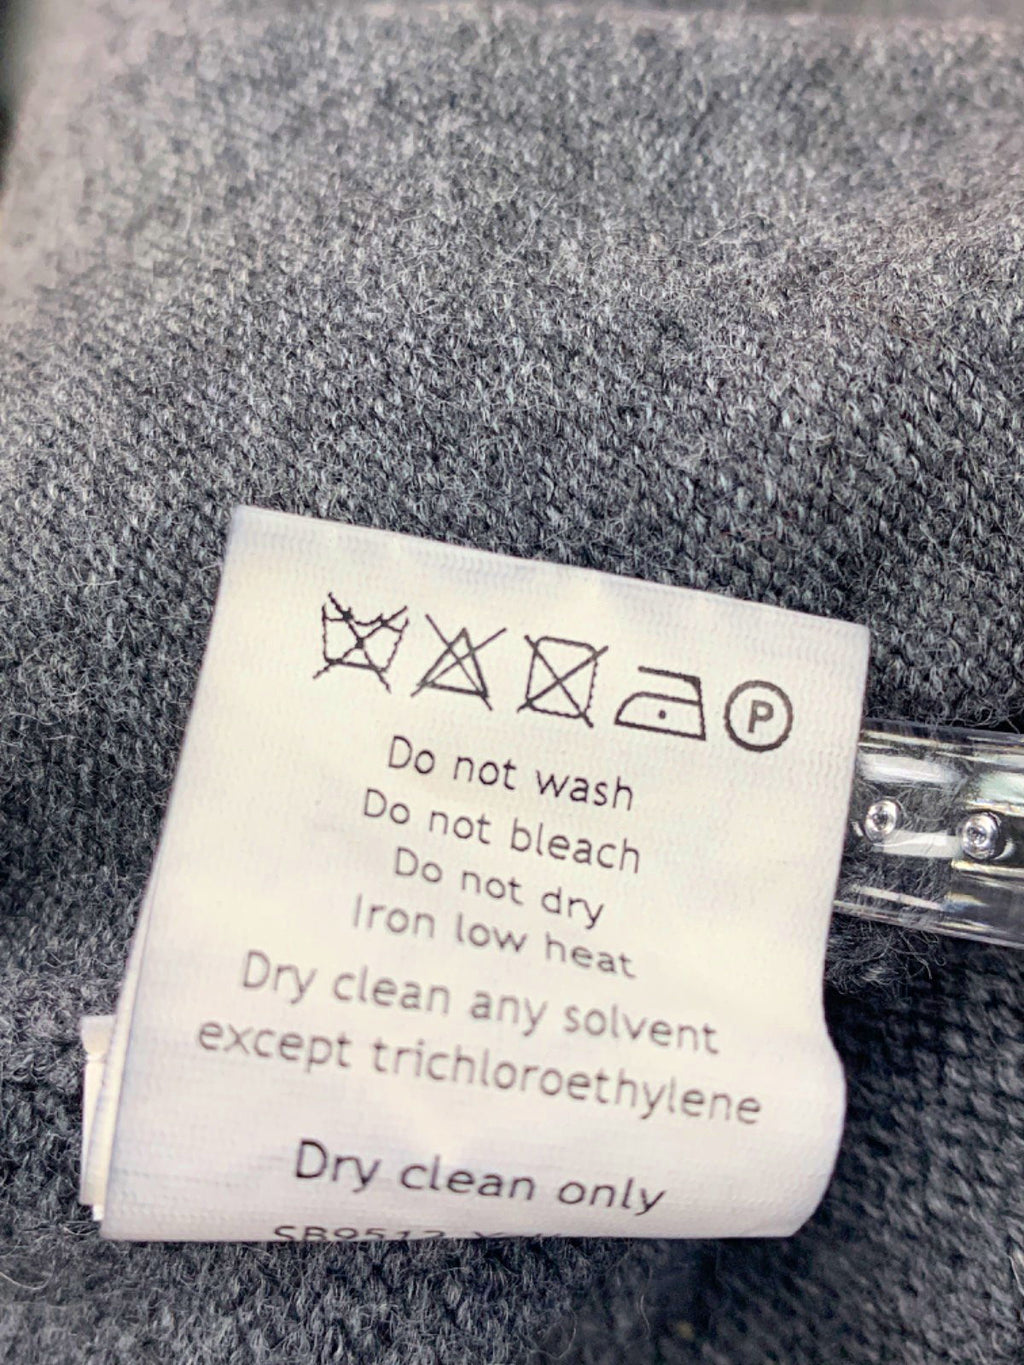 P
Do not wash
Do not bleach
Do not dry
Iron low heat
Dry clean any solvent
except trichloroethylene
Dry clean only